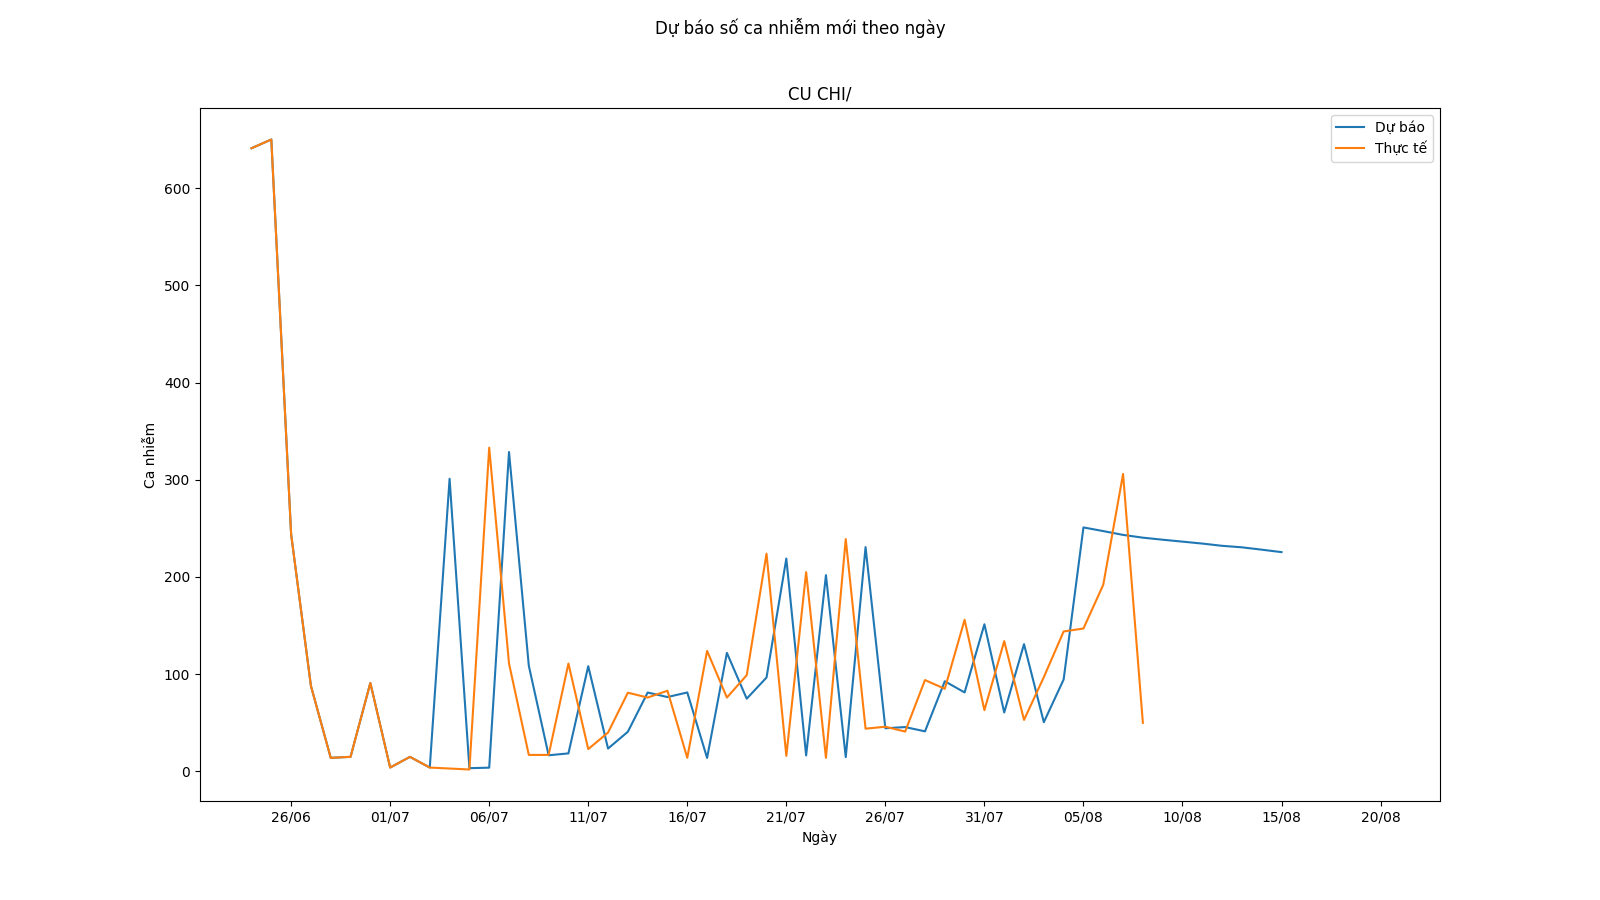 Dự báo số ca nhiễm mới theo ngày
CU CHI/
Dự báo
Thực tế
Ca nhiễm
600
500
400
300
200
100
0
26/06 01/07 06/07 11/07 16/07 21/07 26/07 31/07 05/08 10/08 15/08 20/08
Ngày